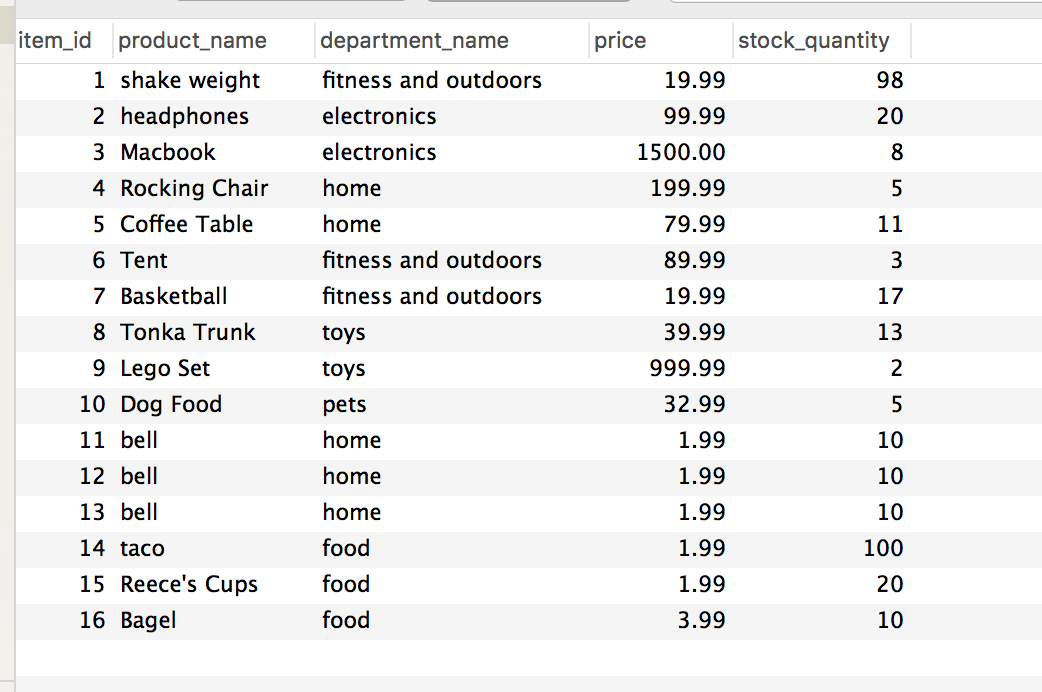 item_id product_name department_name price stock_quantity
1 shake weight fitness and outdoors 19.99 98
2 headphones electronics 99.99 20
3 Macbook electronics 1500.00 8
4 Rocking Chair home 199.99 5
5 Coffee Table home 79.99 11
6 Tent fitness and outdoors 89.99 3
7 Basketball fitness and outdoors 19.99 17
8 Tonka Trunk toys 39.99 13
9 Lego Set toys 999.99 2
10 Dog Food pets 32.99 5
11 bell home 1.99 10
12 bell home 1.99 10
13 bell home 1.99 10
14 taco food 1.99 100
15 Reece's Cups food 1.99 20
16 Bagel food 3.99 10